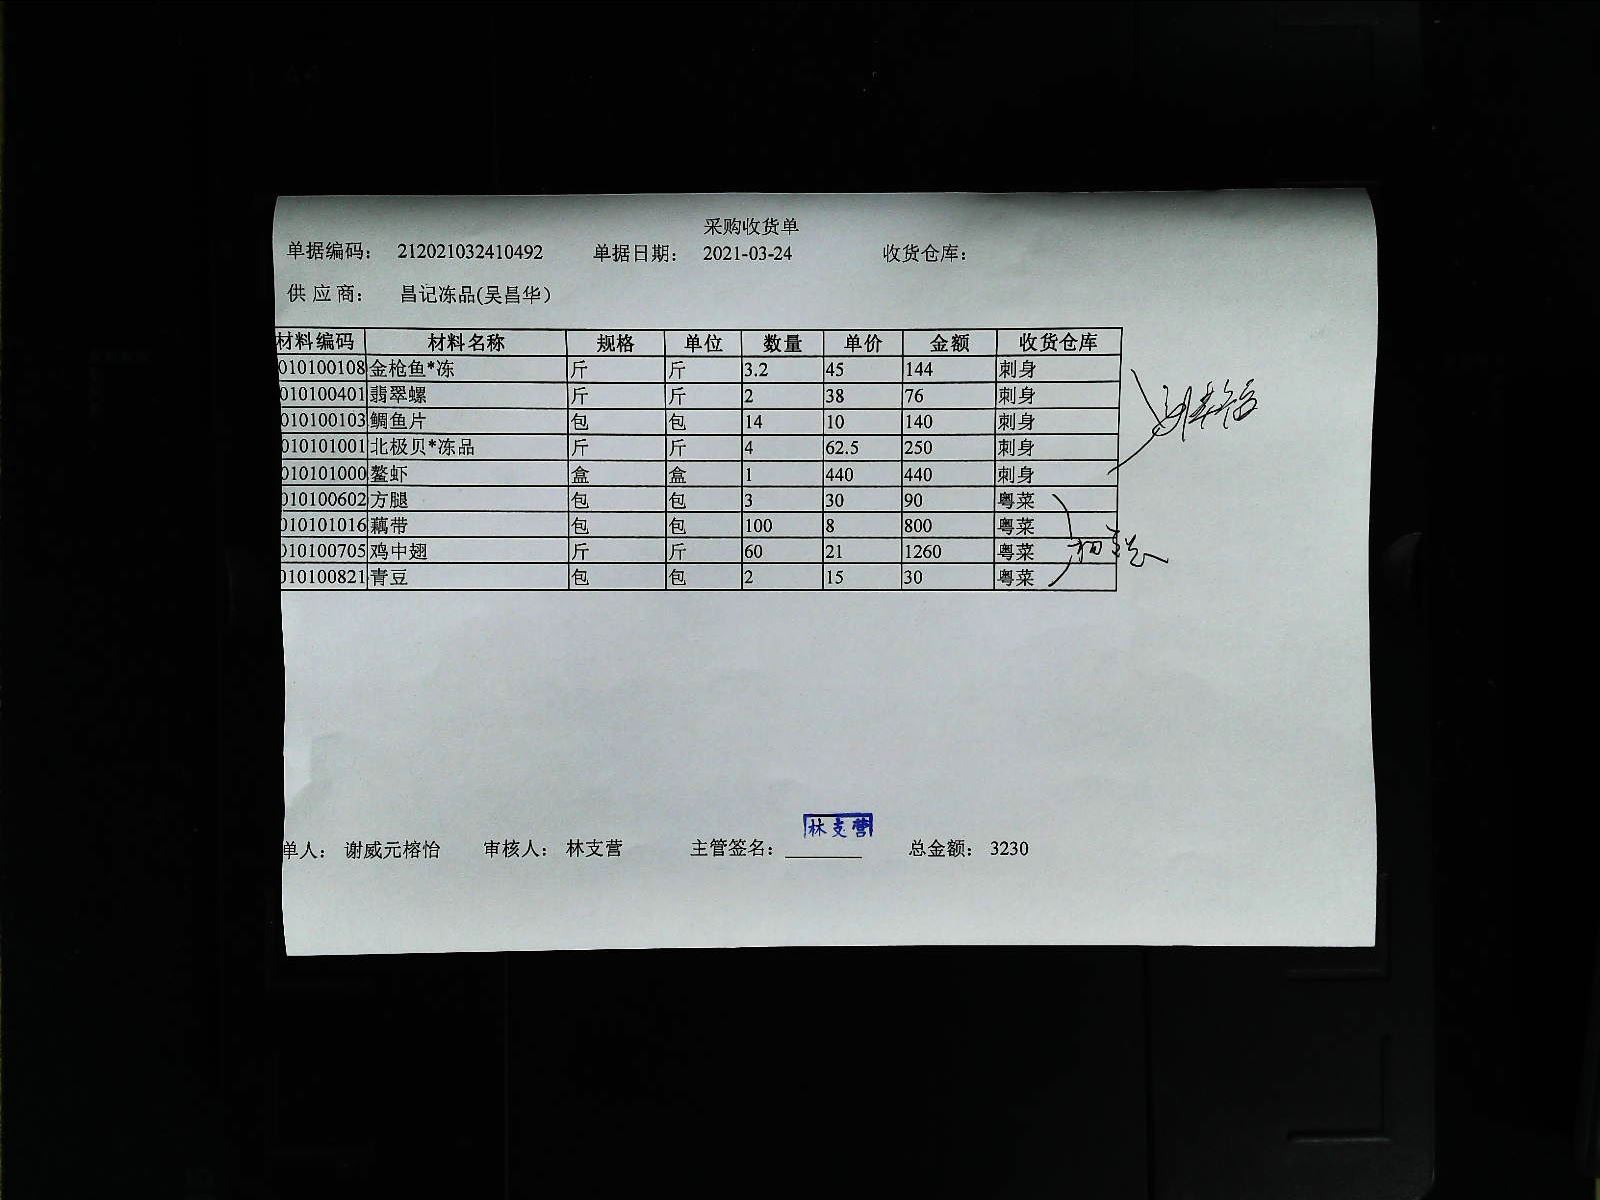 采购收货单
单据编码： 212021032410492 单据日期： 2021-03-24 收货仓库：
供 应 商： 昌记冻品(吴昌华）
材料编码 材料名称 规格 单位 数量 单价 金额 收货仓库
010100108 金枪鱼*冻 斤 斤 3.2 45 144 刺身
010100401 翡翠螺 斤 斤 2 38 76 刺身
010100103 鲷鱼片 包 包 14 10 140 刺身
010101001 北极贝*冻品 斤 斤 4 62.5 250 刺身
010101000 鳌虾 盒 盒 1 440 440 刺身
010100602 方腿 包 包 3 30 90 粤菜
010101016 藕带 包 包 100 8 800 粤菜
010100705 鸡中翅 斤 斤 60 21 1260 粤菜
010100821 青豆 包 包 2 15 30 粤菜
林支营
单人： 谢威元榕怡 审核人： 林支营 主管签名： 总金额： 3230